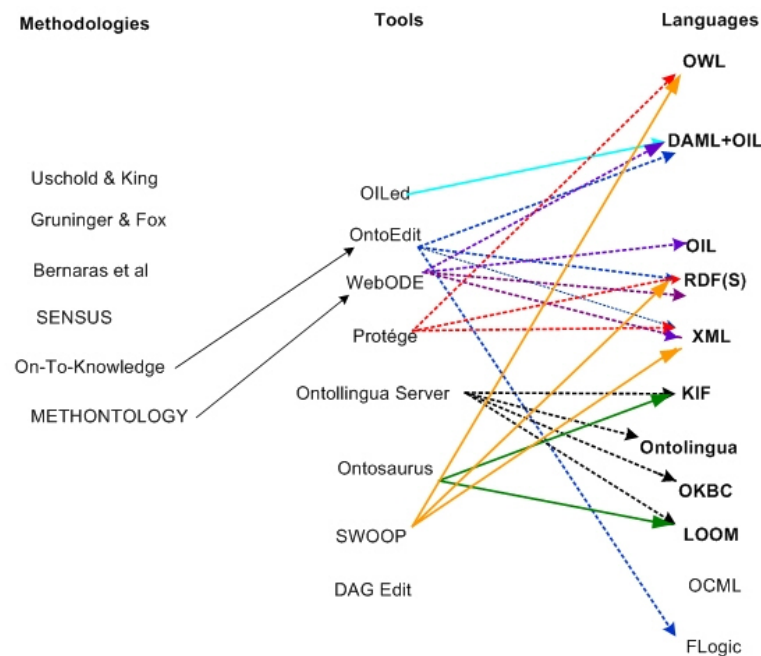 Methodologies
Tools
Languages
OWL
DAML+OIL
Uschold & King
OILed
Gruninger & Fox
OntoEdit
OIL
Bernaras et al
WebODE
RDF(S)
SENSUS
Protége
XML
On-To-Knowledge
Ontollingua Server
KIF
METHONTOLOGY
Ontolingua
Ontosaurus
OKBC
SWOOP
LOOM
DAG Edit
OCML
FLogic